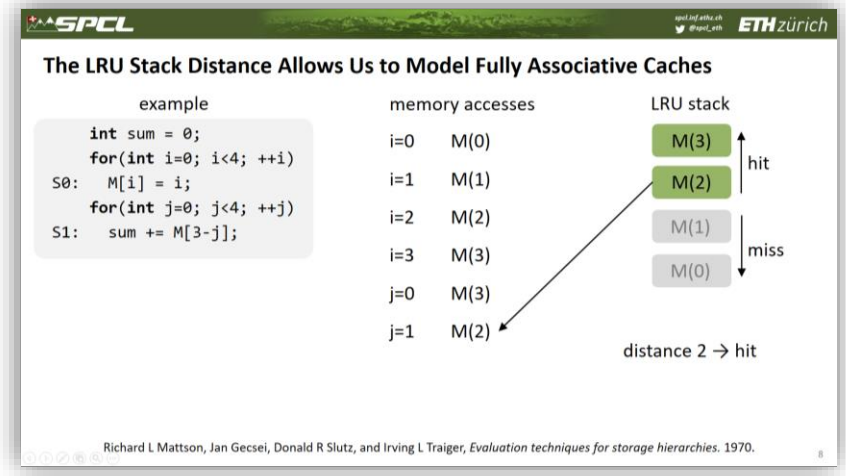 SPCL
spcl.inf.ethz.ch
@spcl_eth
ETH zürich
The LRU Stack Distance Allows Us to Model Fully Associative Caches
example
int sum = 0;
for(int i=0; i<4; ++i)
S0: M[i] = i;
for(int j=0; j<4; ++j)
S1: sum += M[3-j];
memory accesses
i=0 M(0)
i=1 M(1)
i=2 M(2)
i=3 M(3)
j=0 M(3)
j=1 M(2)
LRU stack
M(3)
hit
M(2)
M(1)
miss
M(0)
distance 2 → hit
Richard L Mattson, Jan Gecsei, Donald R Slutz, and Irving L Traiger, Evaluation techniques for storage hierarchies. 1970.
8